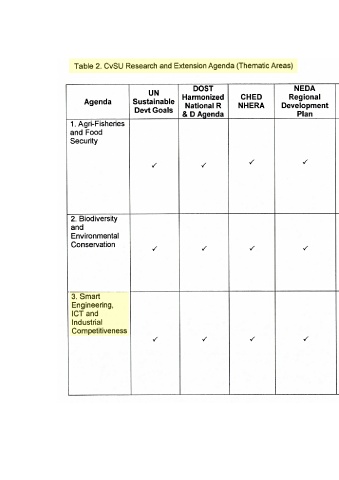 Table 2. CvSU Research and Extension Agenda (Thematic Areas)
Agenda
UN
Sustainable
Devt Goals
DOST
Harmonized
National R
& D Agenda
CHED
NHERA
NEDA
Regional
Development
Plan
1. Agri-Fisheries
and Food
Security
✓ ✓ ✓ ✓
2. Biodiversity
and
Environmental
Conservation
✓ ✓ ✓ ✓
3. Smart
Engineering,
ICT and
Industrial
Competitiveness
✓ ✓ ✓ ✓